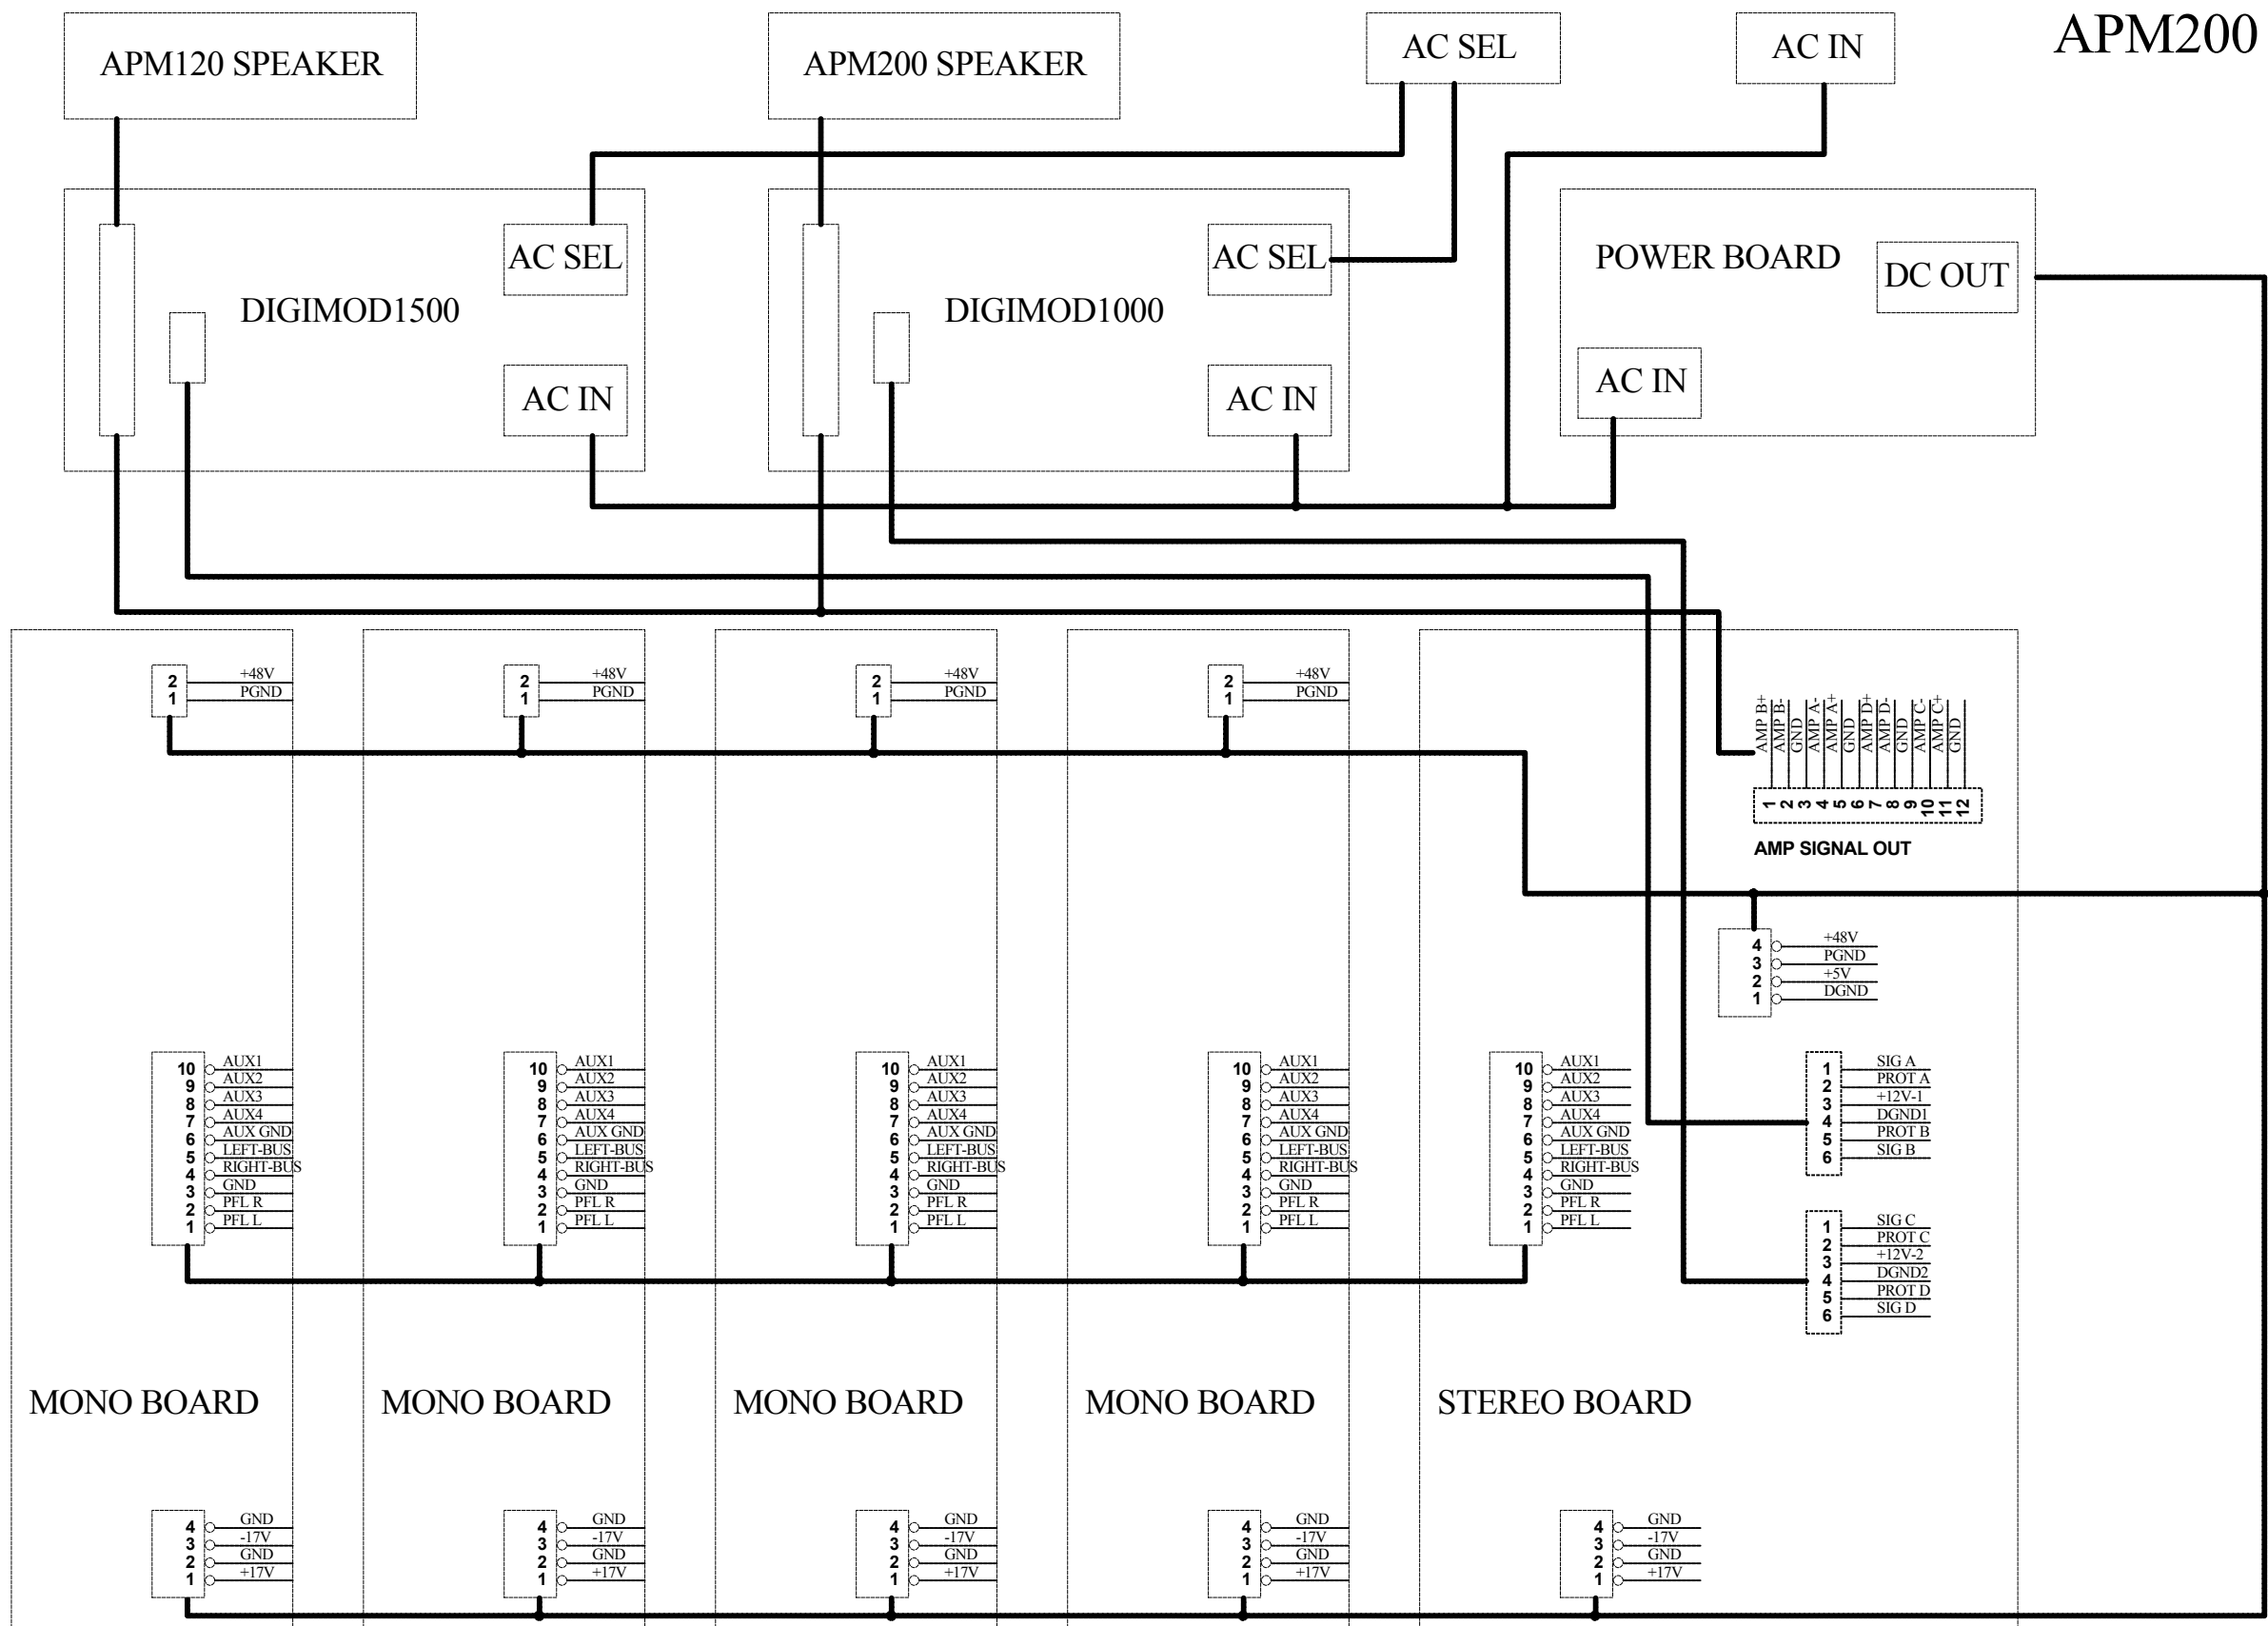 APM200
APM120 SPEAKER
APM200 SPEAKER
AC SEL
AC IN
AC SEL
DIGIMOD1500
AC IN
AC SEL
DIGIMOD1000
AC IN
POWER BOARD
DC OUT
AC IN
2 +48V
1 PGND
2 +48V
1 PGND
2 +48V
1 PGND
2 +48V
1 PGND
AMP B+
AMP B-
GND
AMP A-
AMP A+
GND
AMP D+
AMP D-
GND
AMP C-
AMP C+
GND
1 2 3 4 5 6 7 8 9 10 11 12
AMP SIGNAL OUT
4 +48V
3 PGND
2 +5V
1 DGND
10 AUX1
9 AUX2
8 AUX3
7 AUX4
6 AUX GND
5 LEFT-BUS
4 RIGHT-BUS
3 GND
2 PFL R
1 PFL L
10 AUX1
9 AUX2
8 AUX3
7 AUX4
6 AUX GND
5 LEFT-BUS
4 RIGHT-BUS
3 GND
2 PFL R
1 PFL L
10 AUX1
9 AUX2
8 AUX3
7 AUX4
6 AUX GND
5 LEFT-BUS
4 RIGHT-BUS
3 GND
2 PFL R
1 PFL L
10 AUX1
9 AUX2
8 AUX3
7 AUX4
6 AUX GND
5 LEFT-BUS
4 RIGHT-BUS
3 GND
2 PFL R
1 PFL L
10 AUX1
9 AUX2
8 AUX3
7 AUX4
6 AUX GND
5 LEFT-BUS
4 RIGHT-BUS
3 GND
2 PFL R
1 PFL L
1 SIG A
2 PROT A
3 +12V-1
4 DGND1
5 PROT B
6 SIG B
1 SIG C
2 PROT C
3 +12V-2
4 DGND2
5 PROT D
6 SIG D
MONO BOARD
MONO BOARD
MONO BOARD
MONO BOARD
STEREO BOARD
4 GND
3 -17V
2 GND
1 +17V
4 GND
3 -17V
2 GND
1 +17V
4 GND
3 -17V
2 GND
1 +17V
4 GND
3 -17V
2 GND
1 +17V
4 GND
3 -17V
2 GND
1 +17V